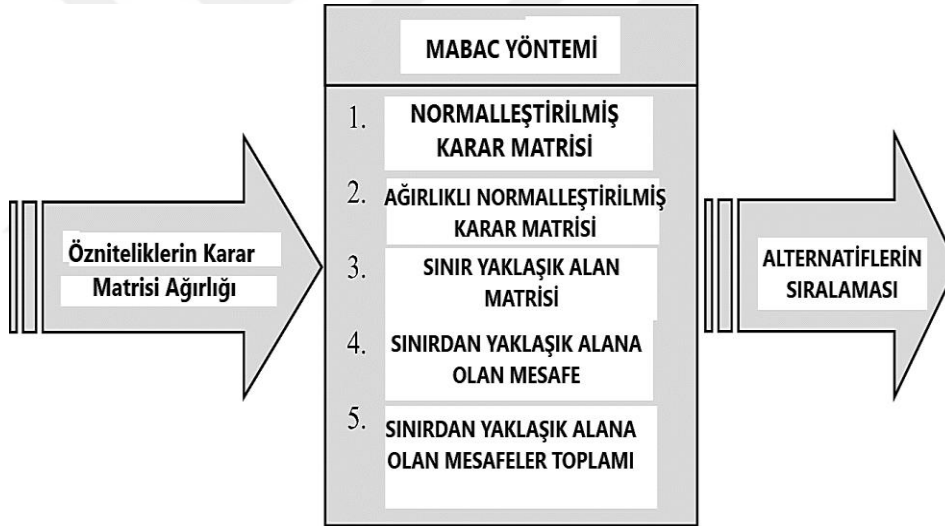 MABAC YÖNTEMİ
Özniteliklerin Karar
Matrisi Ağırlığı
1. NORMALLEŞTİRİLMİŞ
KARAR MATRİSİ
2. AĞIRLIKLI NORMALLEŞTİRİLMİŞ
KARAR MATRİSİ
3. SINIR YAKLAŞIK ALAN
MATRİSİ
4. SINIRDAN YAKLAŞIK ALANA
OLAN MESAFE
5. SINIRDAN YAKLAŞIK ALANA
OLAN MESAFELER TOPLAMI
ALTERNATİFLERİN
SIRALAMASI